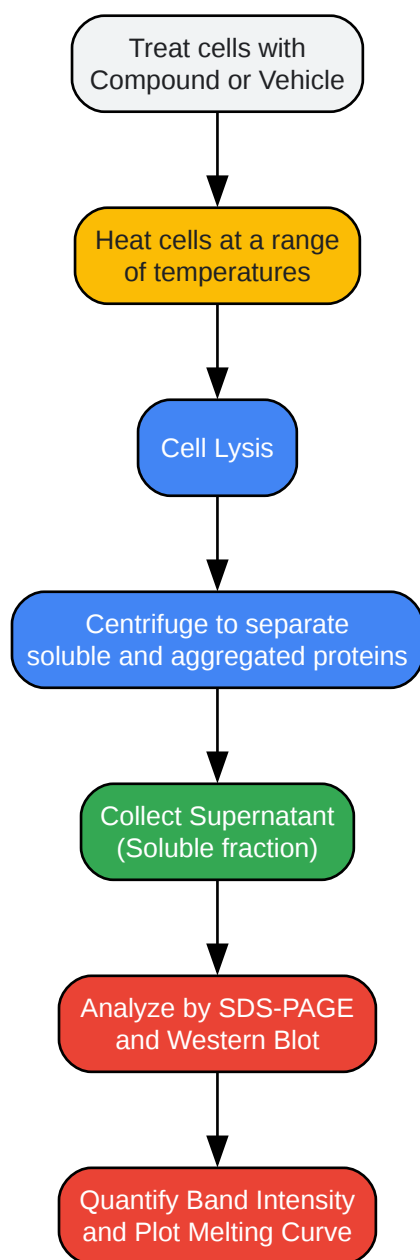 Treat cells with
Compound or Vehicle
Heat cells at a range
of temperatures
Cell Lysis
Centrifuge to separate
soluble and aggregated proteins
Collect Supernatant
(Soluble fraction)
Analyze by SDS-PAGE
and Western Blot
Quantify Band Intensity
and Plot Melting Curve